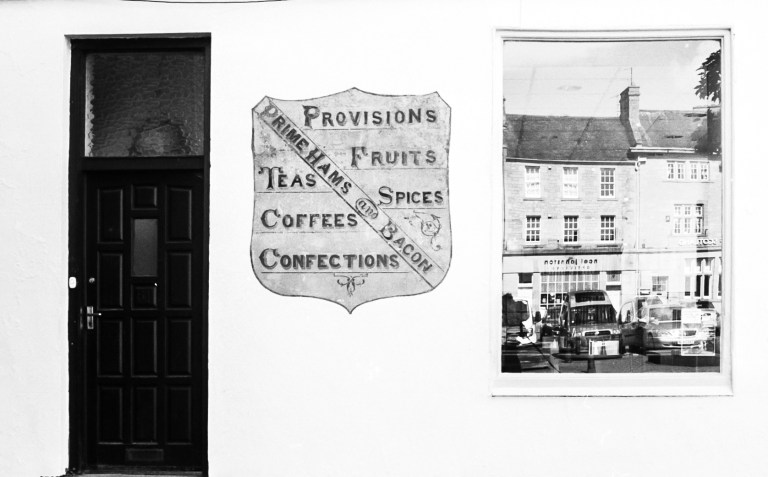 PROVISIONS
FRUITS
PRIME HAMS and BACON
TEAS
SPICES
COFFEES
CONFECTIONS